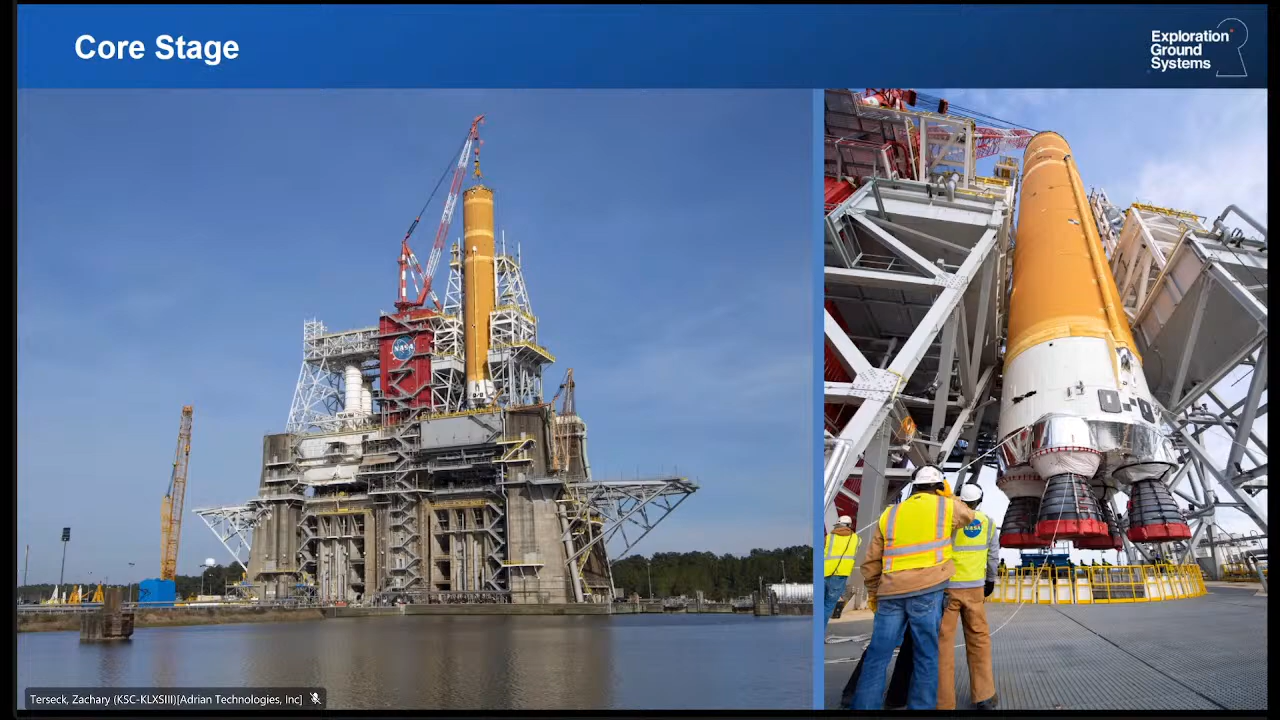 Core Stage
Exploration
Ground
Systems
NASA
NASA
Terseck, Zachary (KSC-KLXSIII)[Adrian Technologies, Inc]